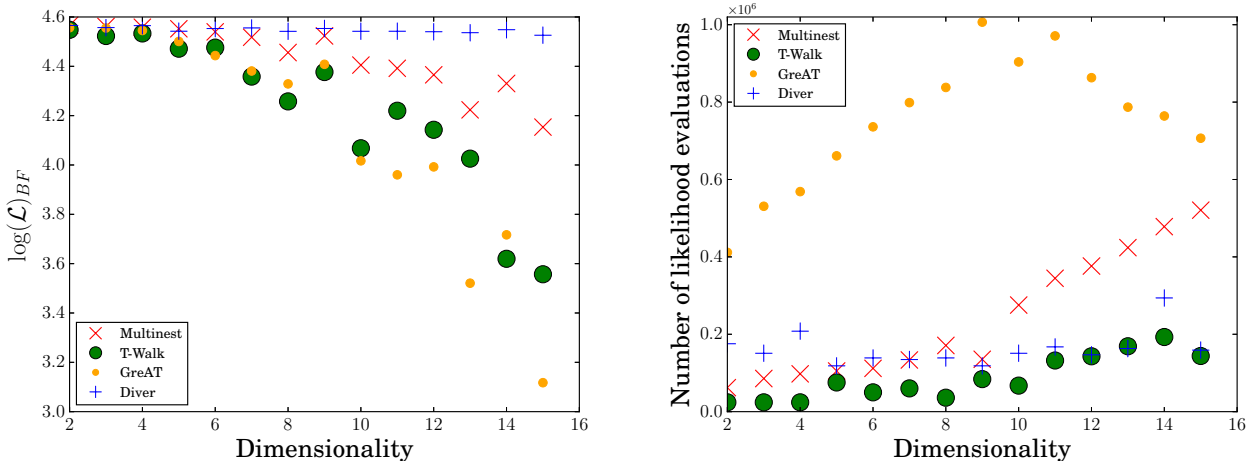 4.6
4.4
4.2
4.0
3.8
3.6
3.4
3.2
3.0
log(ℒ)_{BF}
Multinest
T-Walk
GreAT
Diver
2 4 6 8 10 12 14 16
Dimensionality
1.0
0.8
0.6
0.4
0.2
0.0
×10⁶
Number of likelihood evaluations
Multinest
T-Walk
GreAT
Diver
2 4 6 8 10 12 14 16
Dimensionality